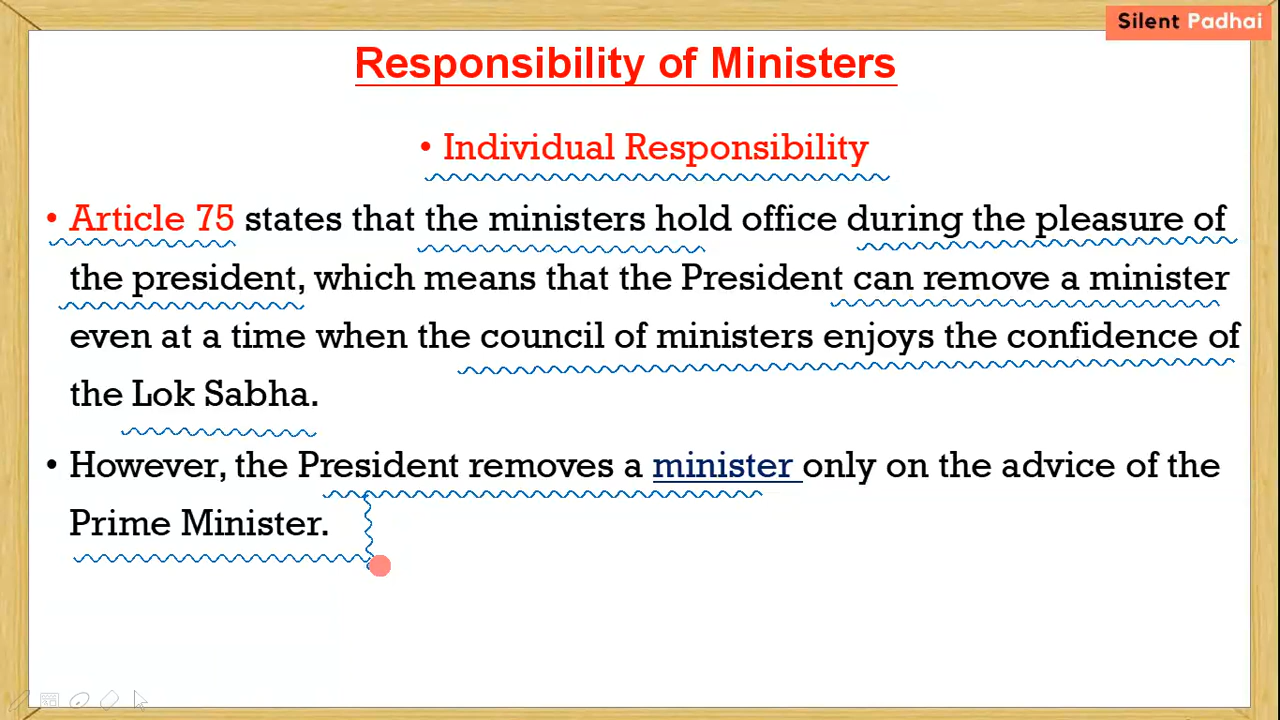 Silent Padhai
Responsibility of Ministers
• Individual Responsibility
• Article 75 states that the ministers hold office during the pleasure of
the president, which means that the President can remove a minister
even at a time when the council of ministers enjoys the confidence of
the Lok Sabha.
• However, the President removes a minister only on the advice of the
Prime Minister.